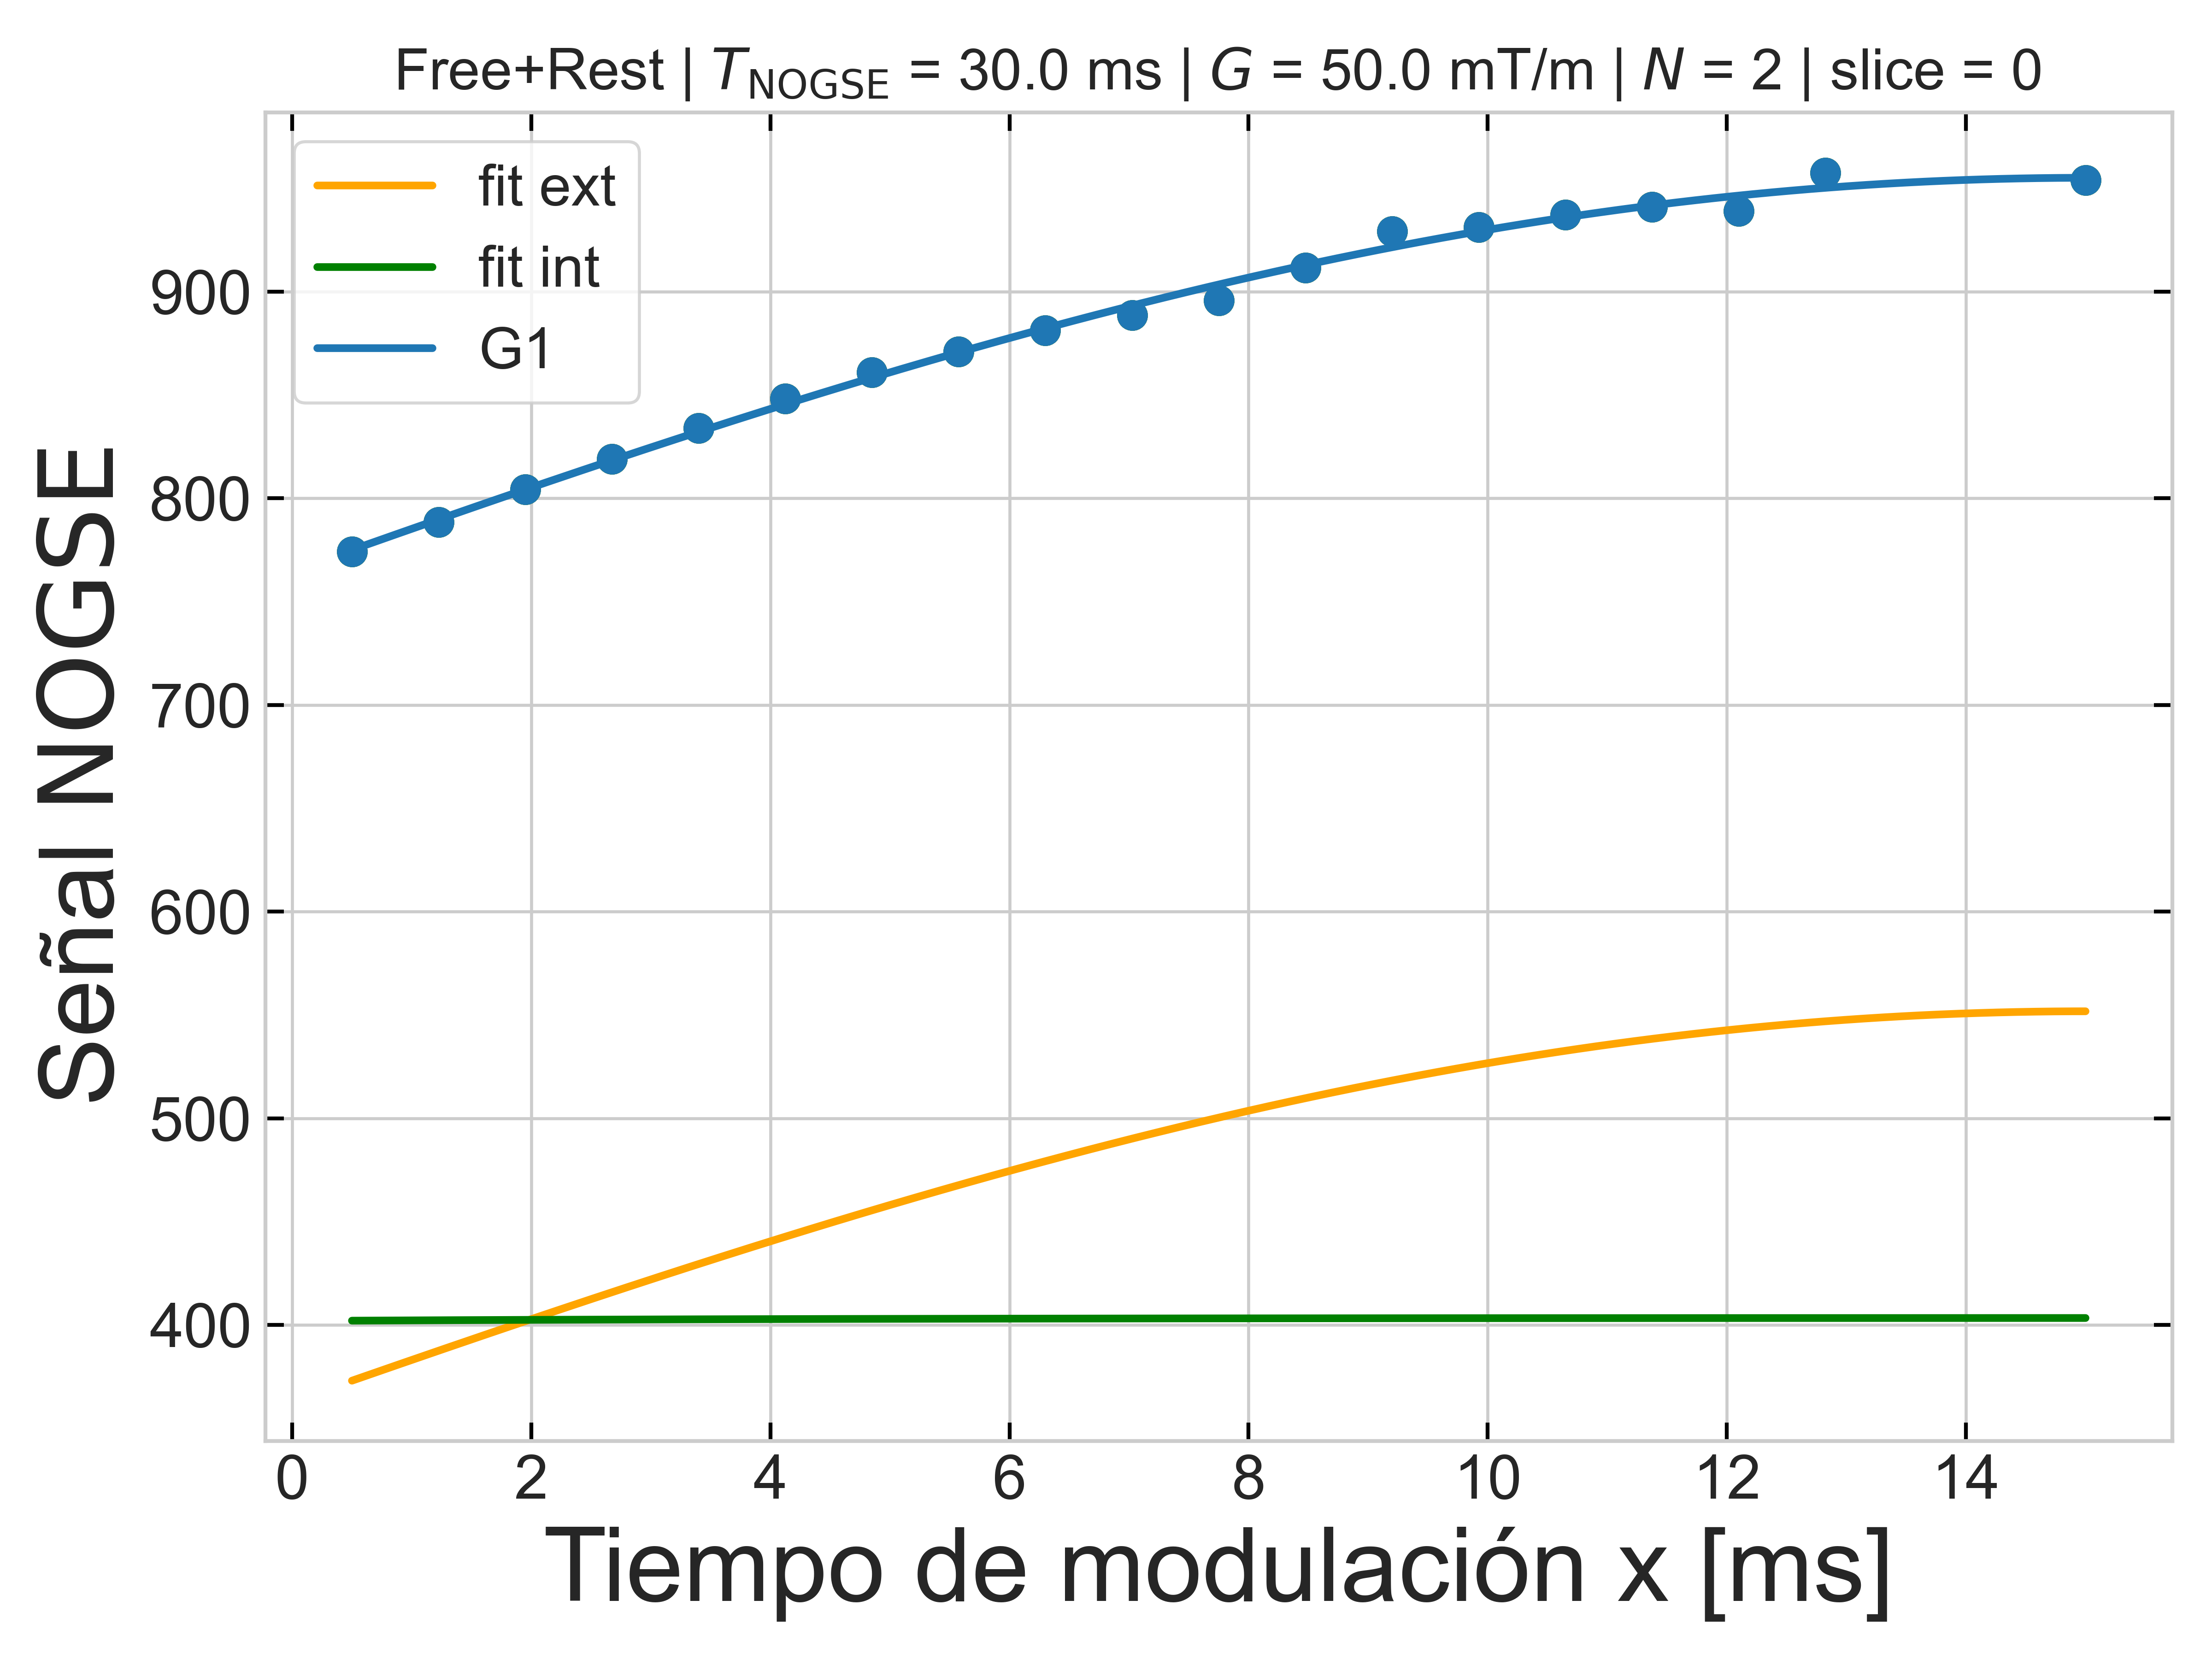 Free+Rest | T_NOGSE = 30.0 ms | G = 50.0 mT/m | N = 2 | slice = 0
fit ext
fit int
G1
Señal NOGSE
900
800
700
600
500
400
0 2 4 6 8 10 12 14
Tiempo de modulación x [ms]